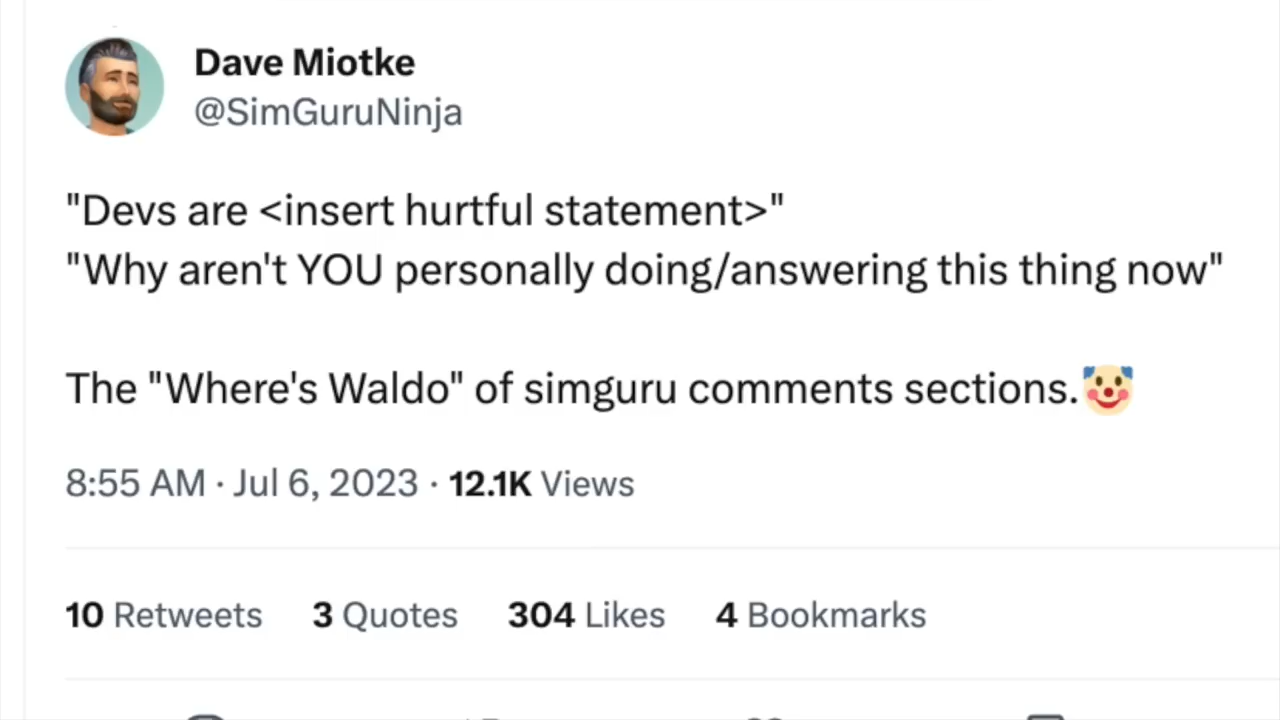 Dave Miotke
@SimGuruNinja
"Devs are <insert hurtful statement>"
"Why aren't YOU personally doing/answering this thing now"
The "Where's Waldo" of simguru comments sections.🤡
8:55 AM · Jul 6, 2023 · 12.1K Views
10 Retweets 3 Quotes 304 Likes 4 Bookmarks